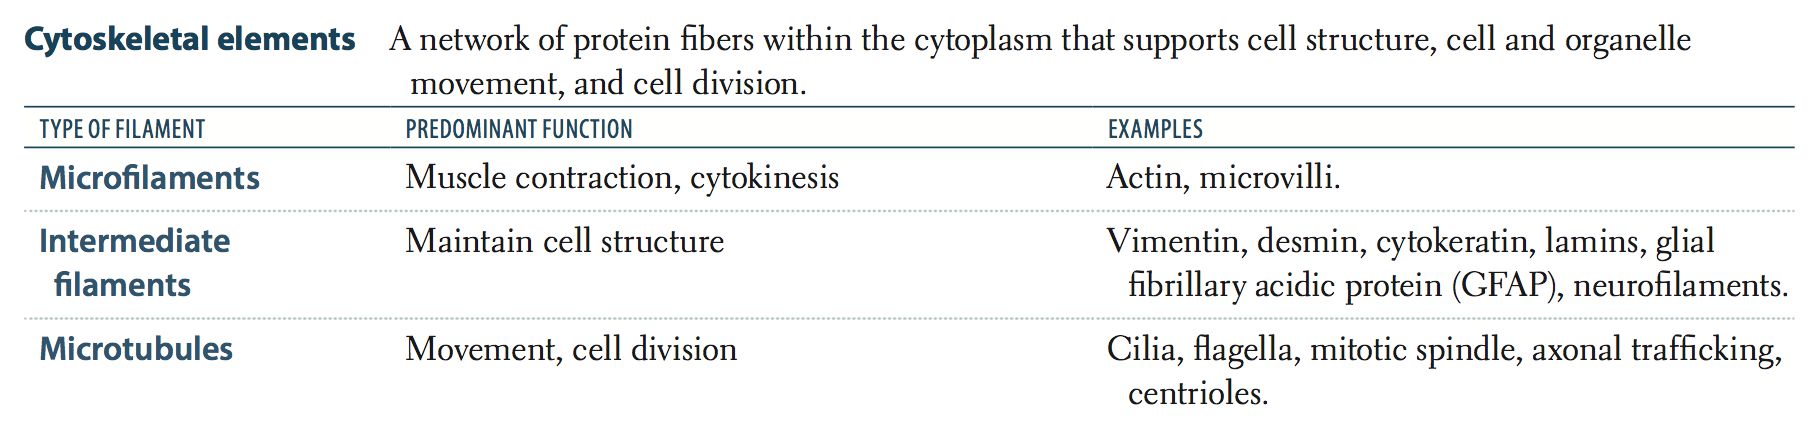 Cytoskeletal elements A network of protein fibers within the cytoplasm that supports cell structure, cell and organelle
movement, and cell division.
TYPE OF FILAMENT PREDOMINANT FUNCTION EXAMPLES
Microfilaments Muscle contraction, cytokinesis Actin, microvilli.
Intermediate Maintain cell structure Vimentin, desmin, cytokeratin, lamins, glial
filaments fibrillary acidic protein (GFAP), neurofilaments.
Microtubules Movement, cell division Cilia, flagella, mitotic spindle, axonal trafficking,
centrioles.